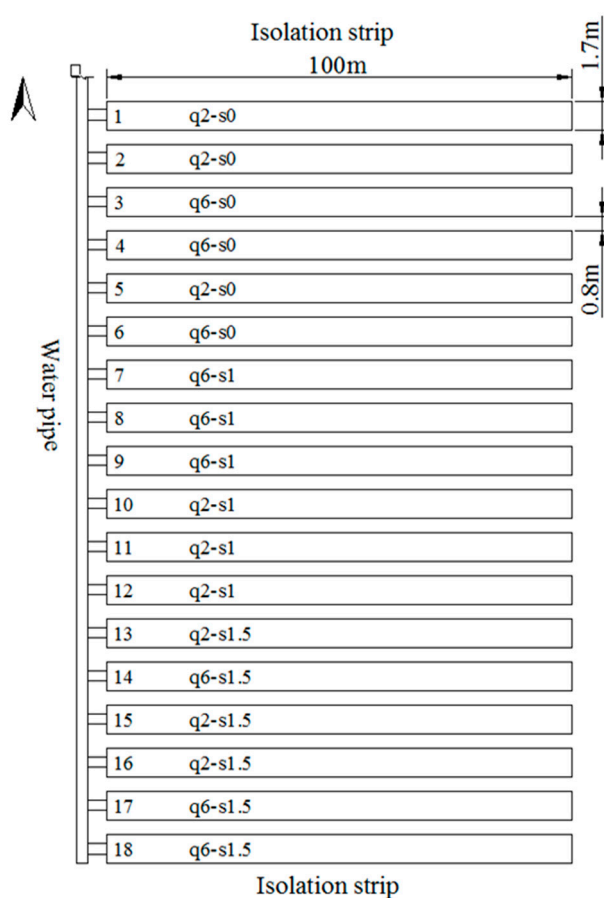 Isolation strip
100m
1.7m
1 q2-s0
2 q2-s0
3 q6-s0
4 q6-s0
0.8m
5 q2-s0
6 q6-s0
Water pipe
7 q6-s1
8 q6-s1
9 q6-s1
10 q2-s1
11 q2-s1
12 q2-s1
13 q2-s1.5
14 q6-s1.5
15 q2-s1.5
16 q2-s1.5
17 q6-s1.5
18 q6-s1.5
Isolation strip